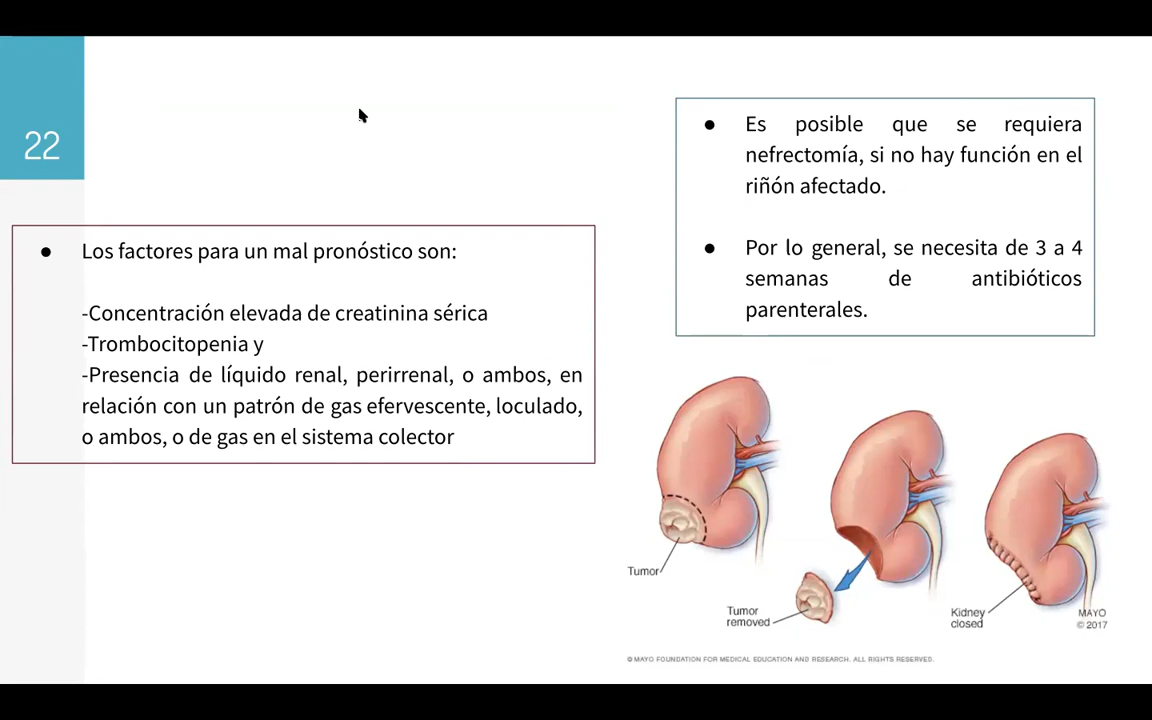 22
● Los factores para un mal pronóstico son:
-Concentración elevada de creatinina sérica
-Trombocitopenia y
-Presencia de líquido renal, perirrenal, o ambos, en
relación con un patrón de gas efervescente, loculado,
o ambos, o de gas en el sistema colector
● Es posible que se requiera
nefrectomía, si no hay función en el
riñón afectado.
● Por lo general, se necesita de 3 a 4
semanas de antibióticos
parenterales.
Tumor
Tumor
removed
Kidney
closed
MAYO
© 2017
© MAYO FOUNDATION FOR MEDICAL EDUCATION AND RESEARCH. ALL RIGHTS RESERVED.